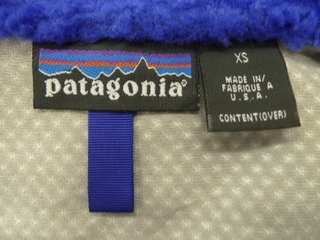 patagonia®
XS
MADE IN/
FABRIQUE A
U.S.A.
CONTENT(OVER)